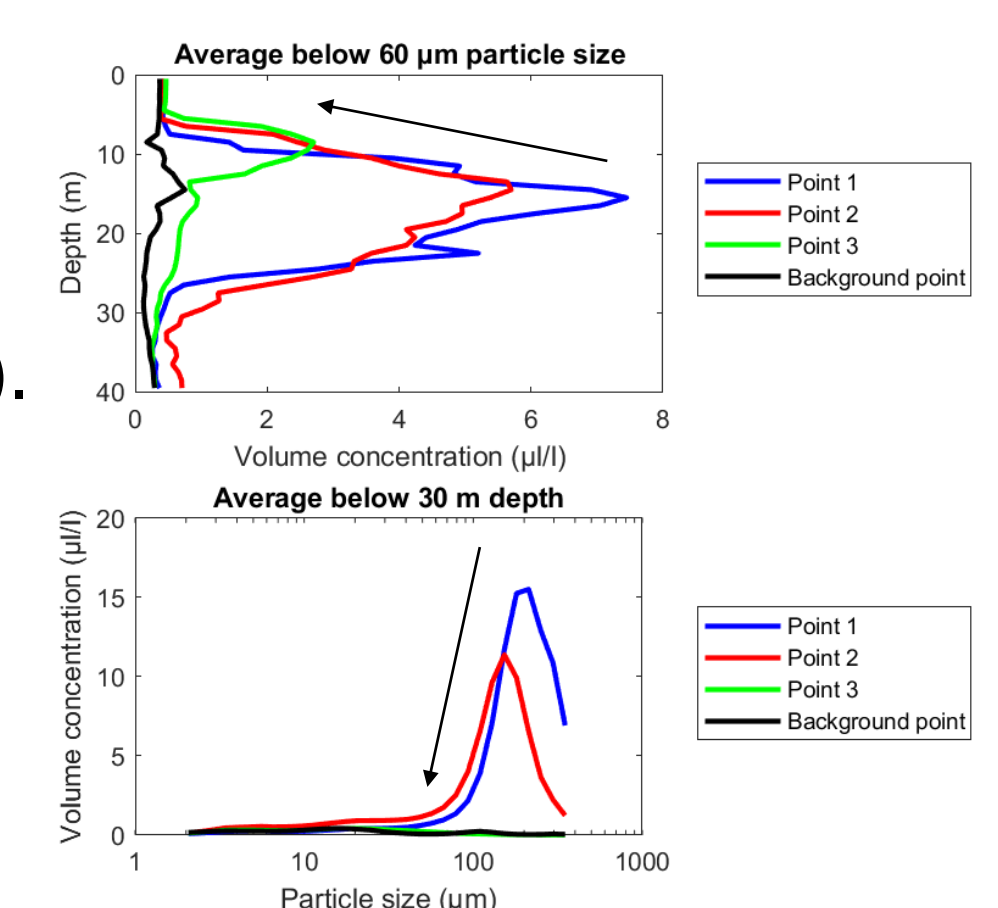 Average below 60 µm particle size
0
10
20
30
40
Depth (m)
0 2 4 6 8
Volume concentration (µl/l)
Point 1
Point 2
Point 3
Background point
).
Average below 30 m depth
20
15
10
5
0
Volume concentration (µl/l)
1 10 100 1000
Particle size (µm)
Point 1
Point 2
Point 3
Background point